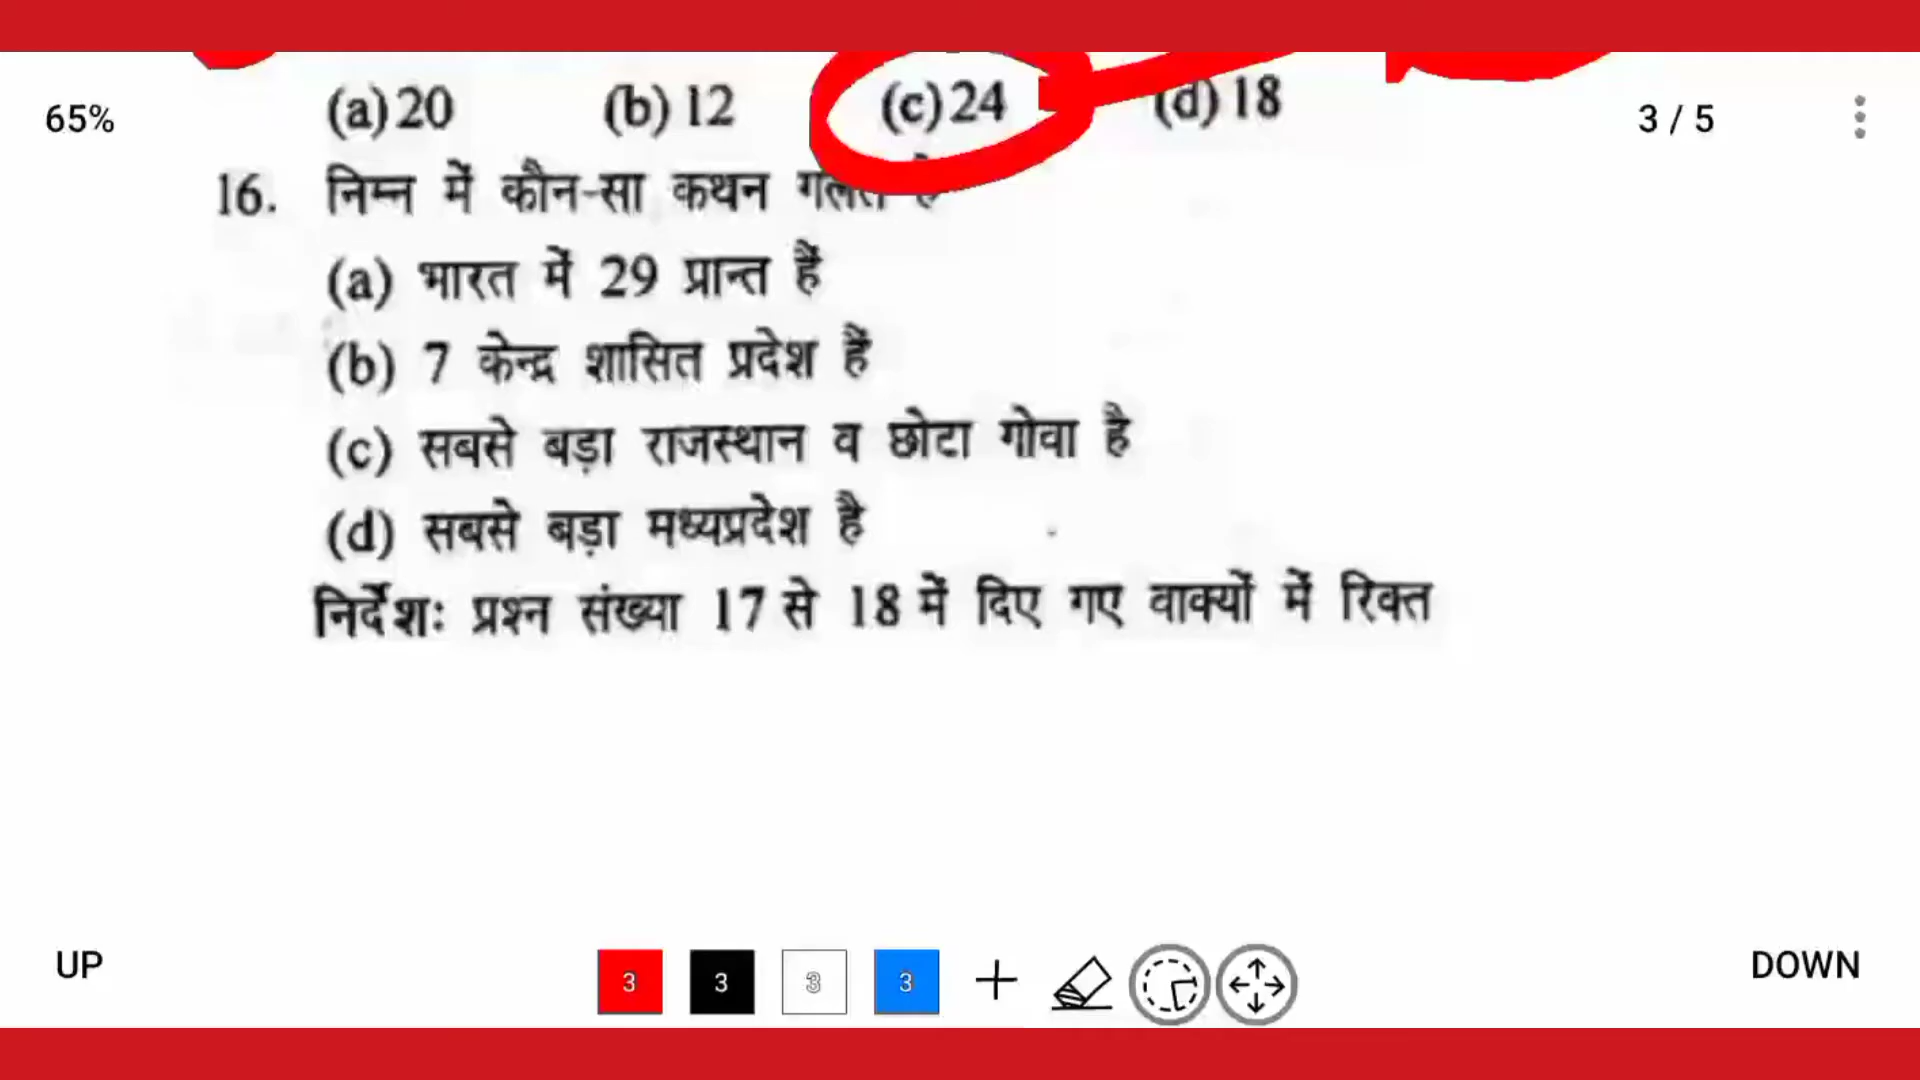 (a) 20 (b) 12 (c) 24 (d) 18
65%
3 / 5
16. निम्न में कौन-सा कथन गलत है
(a) भारत में 29 प्रान्त हैं
(b) 7 केन्द्र शासित प्रदेश हैं
(c) सबसे बड़ा राजस्थान व छोटा गोवा है
(d) सबसे बड़ा मध्यप्रदेश है
निर्देशः प्रश्न संख्या 17 से 18 में दिए गए वाक्यों में रिक्त
UP
DOWN
3 3 3 3